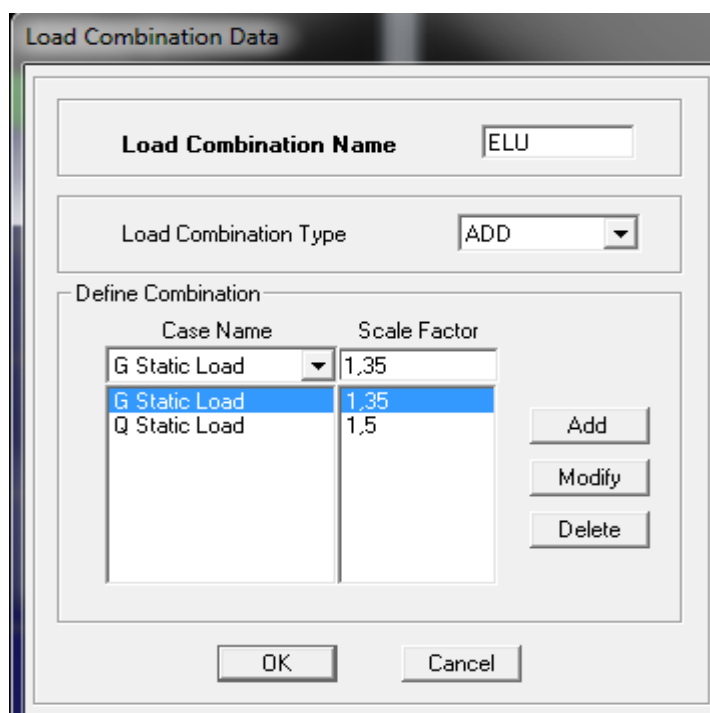 Load Combination Data
Load Combination Name ELU
Load Combination Type ADD
Define Combination
Case Name Scale Factor
G Static Load 1,35
G Static Load 1,35
Q Static Load 1,5
Add
Modify
Delete
OK Cancel